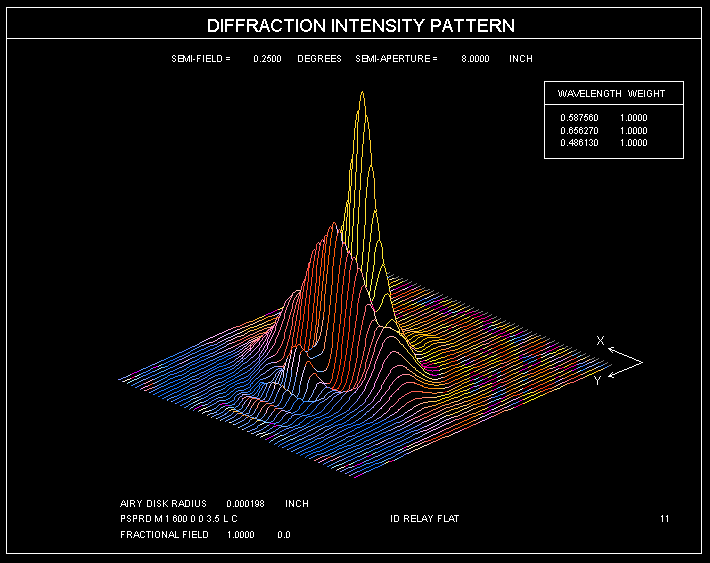 DIFFRACTION INTENSITY PATTERN
SEMI-FIELD = 0.2500 DEGREES SEMI-APERTURE = 8.0000 INCH
WAVELENGTH WEIGHT
0.587560 1.0000
0.656270 1.0000
0.486130 1.0000
X
Y
AIRY DISK RADIUS 0.000198 INCH
PSPRD M 1 600 0 0 3.5 L C ID RELAY FLAT 11
FRACTIONAL FIELD 1.0000 0.0